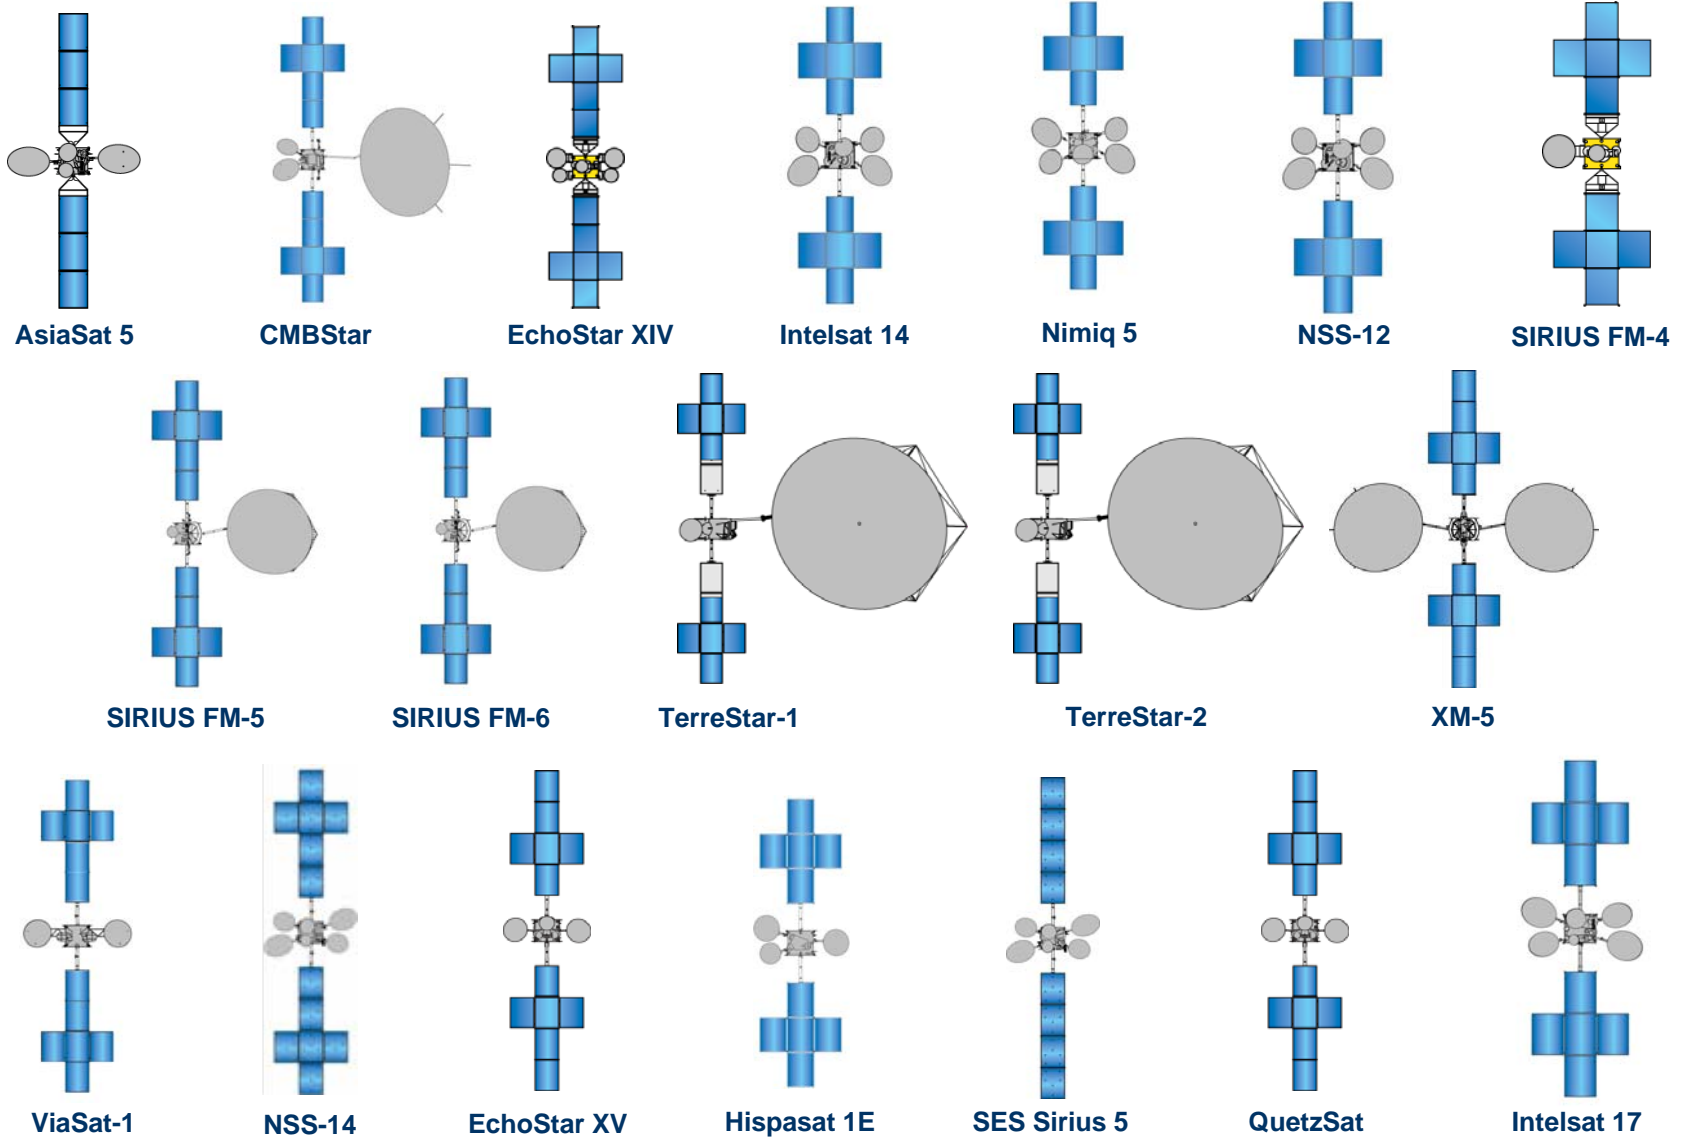 AsiaSat 5
CMBStar
EchoStar XIV
Intelsat 14
Nimiq 5
NSS-12
SIRIUS FM-4
SIRIUS FM-5
SIRIUS FM-6
TerreStar-1
TerreStar-2
XM-5
ViaSat-1
NSS-14
EchoStar XV
Hispasat 1E
SES Sirius 5
QuetzSat
Intelsat 17